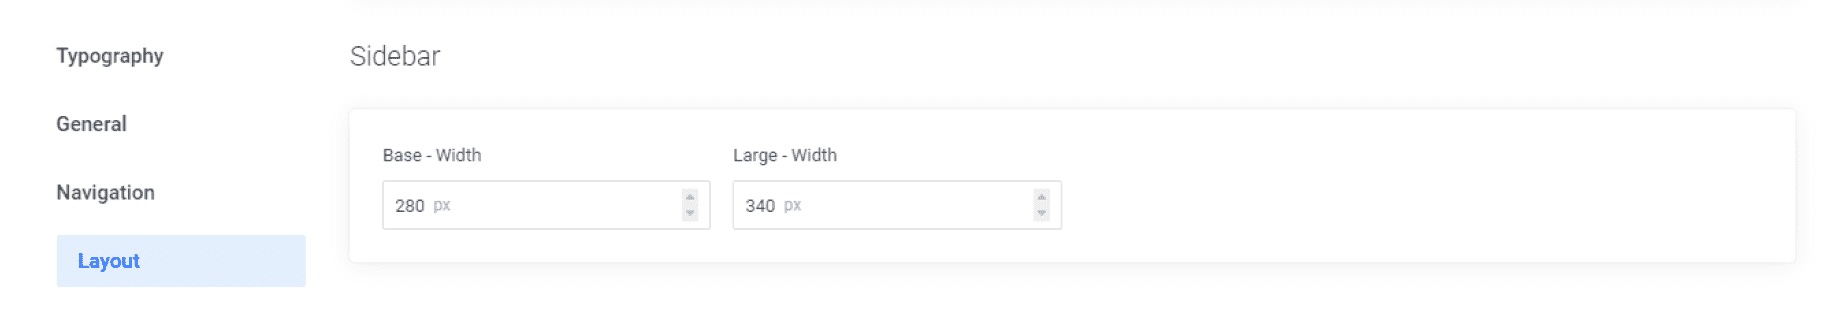 Typography
General
Navigation
Layout
Sidebar
Base - Width
Large - Width
280 px
340 px